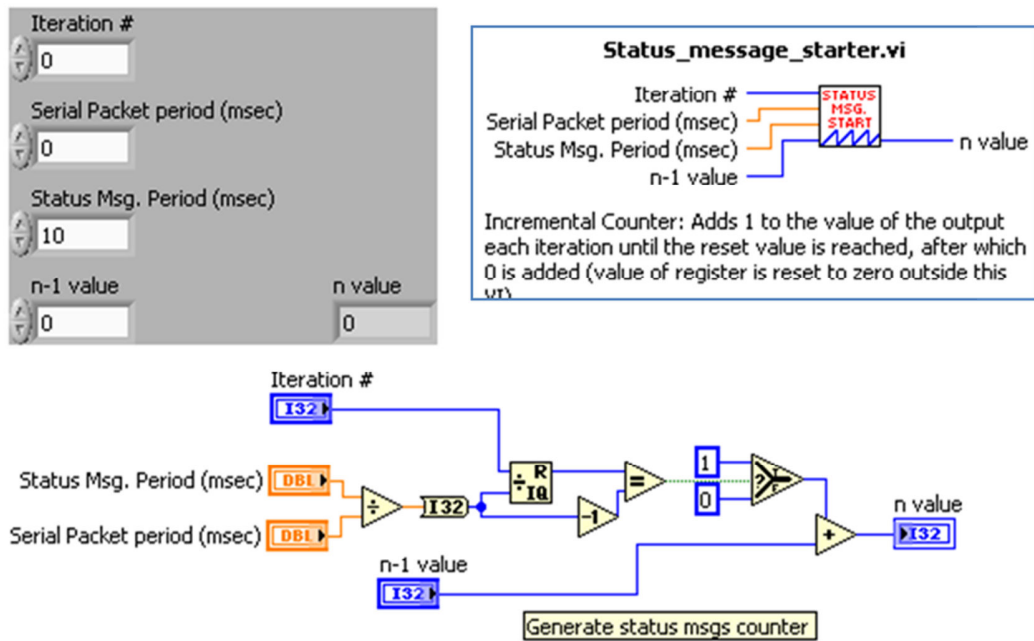 Iteration #
0
Serial Packet period (msec)
0
Status Msg. Period (msec)
10
n-1 value
n value
0
0
Status_message_starter.vi
Iteration #
Serial Packet period (msec)
Status Msg. Period (msec)
n-1 value
STATUS
MSG.
START
n value
Incremental Counter: Adds 1 to the value of the output
each iteration until the reset value is reached, after which
0 is added (value of register is reset to zero outside this
VI)
Iteration #
I32
Status Msg. Period (msec)
DBL
Serial Packet period (msec)
DBL
÷
I32
÷ R
IQ
-1
=
1
0
? T
F
n-1 value
I32
+
n value
I32
Generate status msgs counter